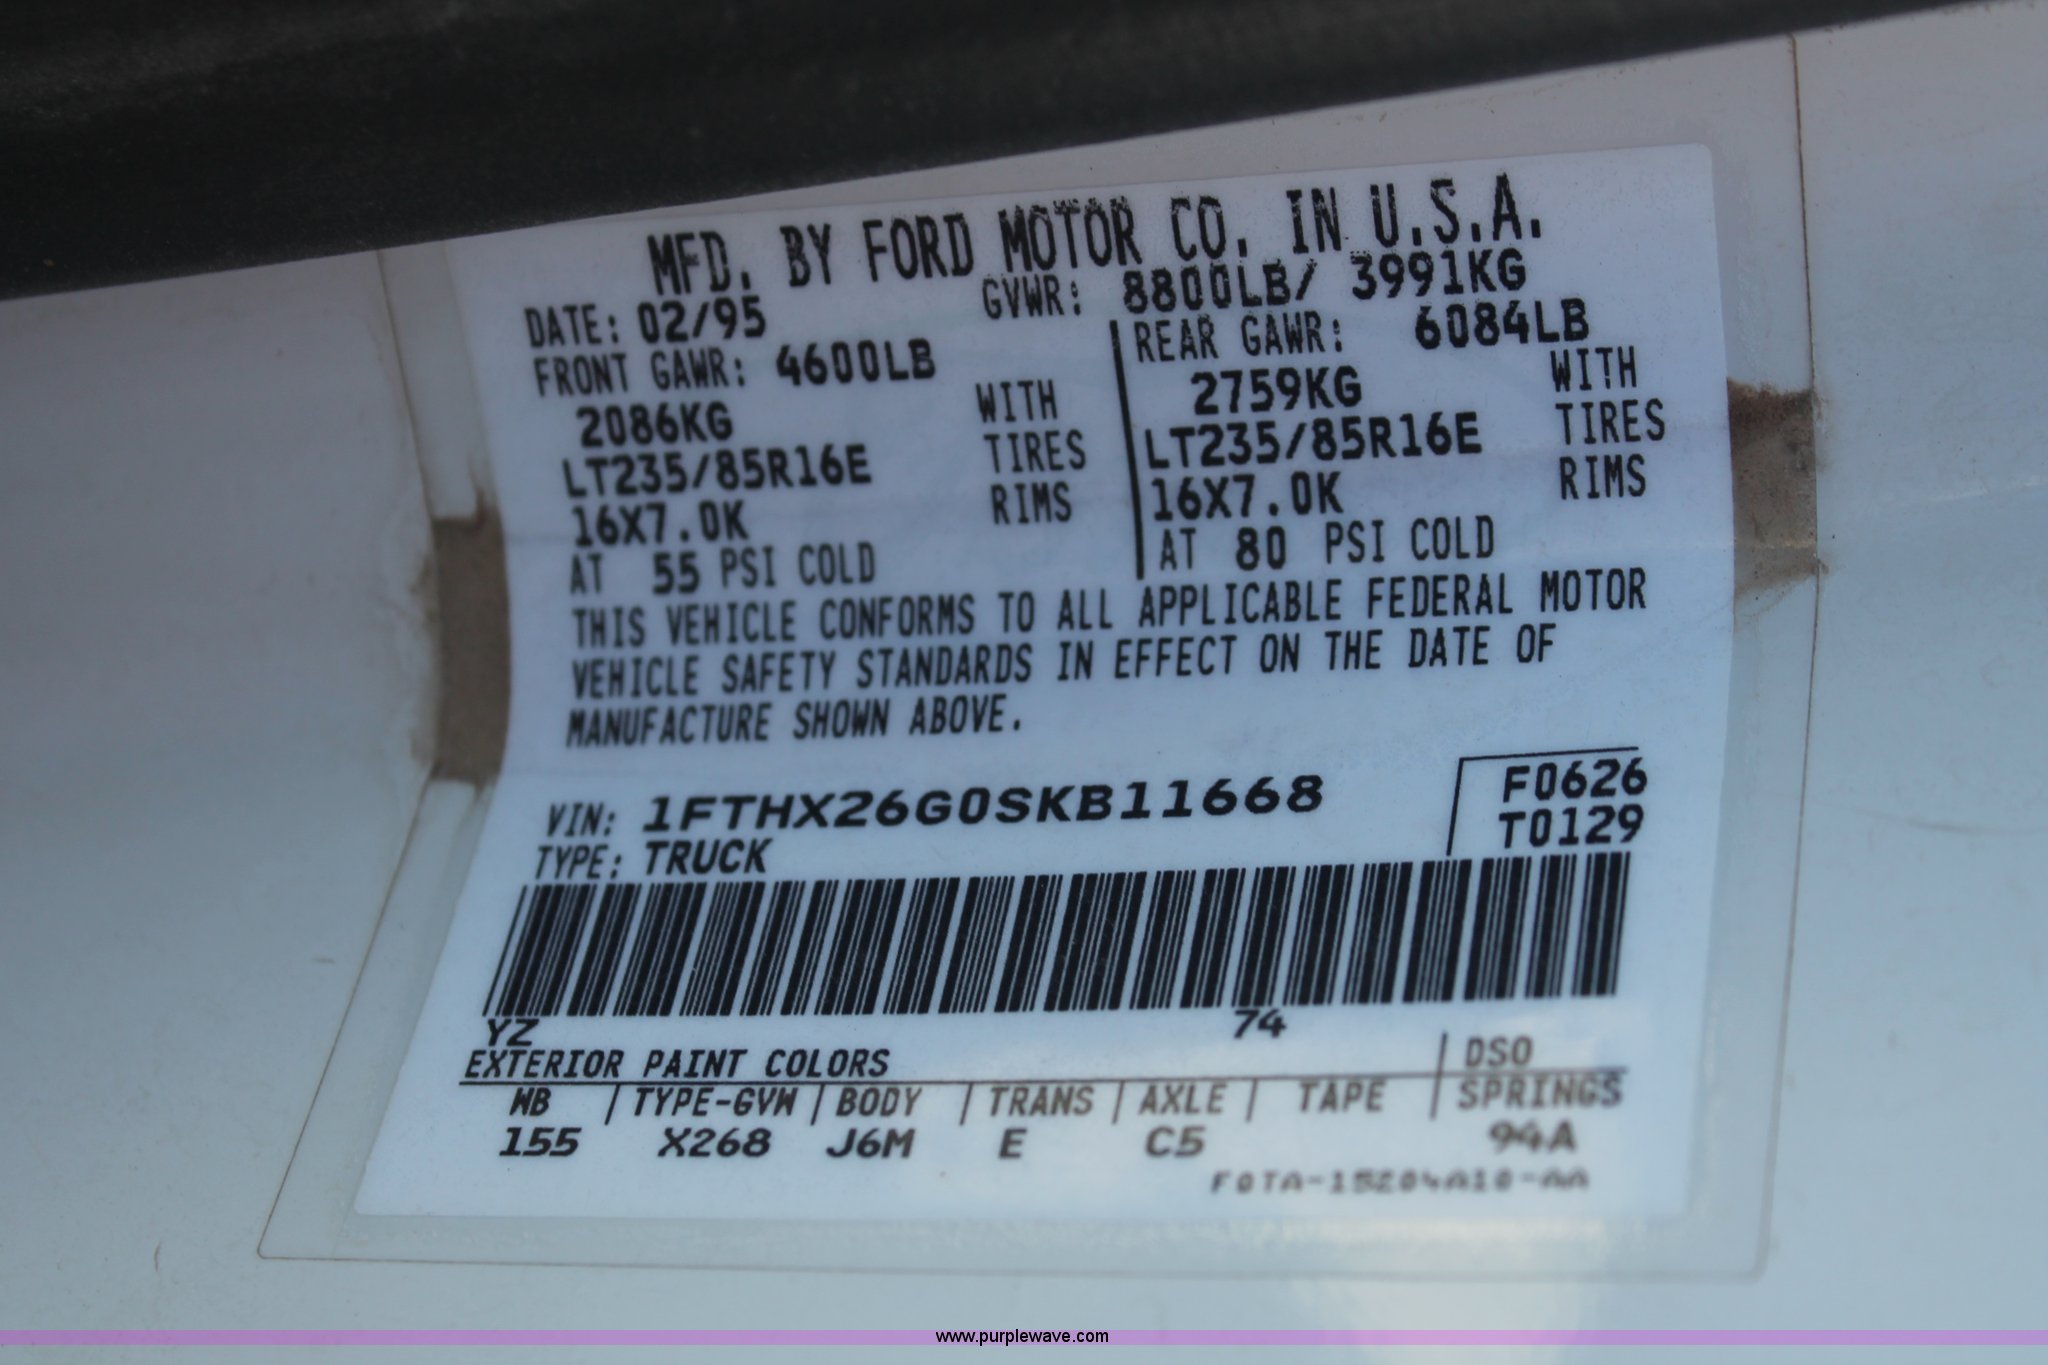 MFD. BY FORD MOTOR CO. IN U.S.A.
DATE: 02/95 GVWR: 8800LB/ 3991KG
FRONT GAWR: 4600LB REAR GAWR: 6084LB
2086KG WITH 2759KG WITH
LT235/85R16E TIRES LT235/85R16E TIRES
16X7.0K RIMS 16X7.0K RIMS
AT 55 PSI COLD AT 80 PSI COLD
THIS VEHICLE CONFORMS TO ALL APPLICABLE FEDERAL MOTOR
VEHICLE SAFETY STANDARDS IN EFFECT ON THE DATE OF
MANUFACTURE SHOWN ABOVE.
F0626
VIN: 1FTHX26G0SKB11668 T0129
TYPE: TRUCK
YZ 74
EXTERIOR PAINT COLORS DSO
WB TYPE-GVW BODY TRANS AXLE TAPE SPRINGS
155 X268 J6M E C5 94A
F0TA-15204A10-AA
www.purplewave.com